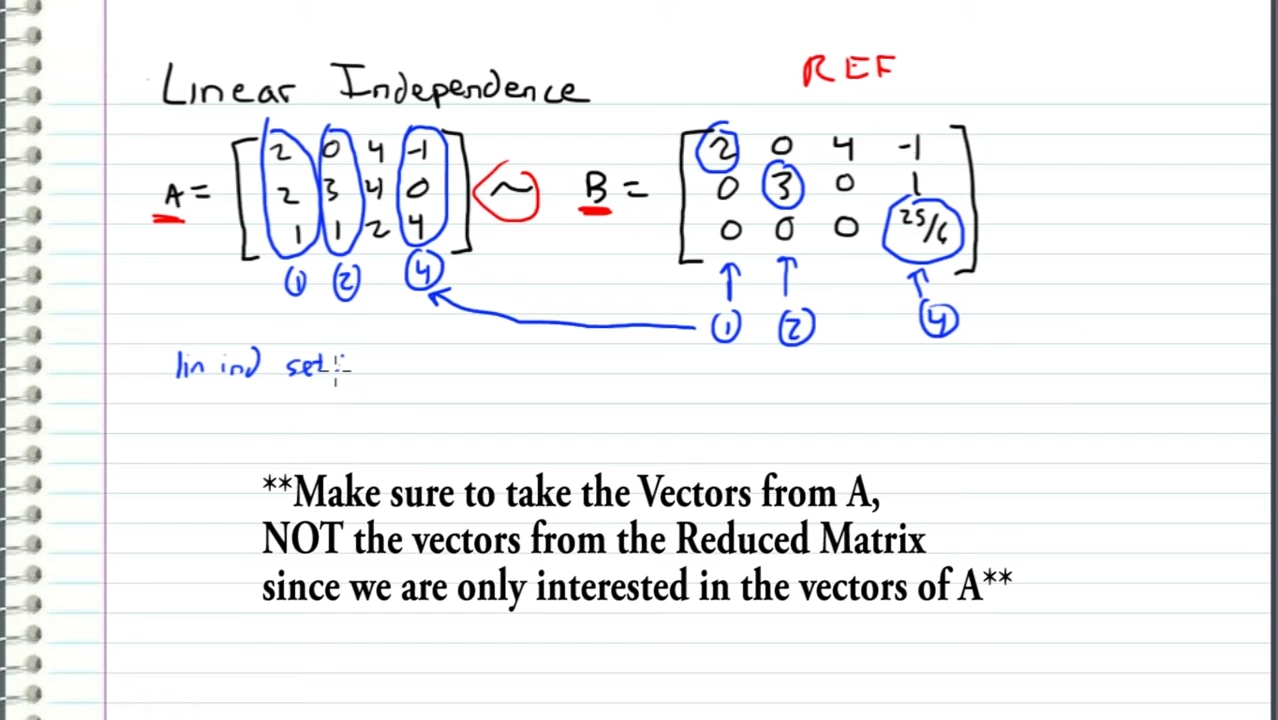 Linear Independence
REF
A = [ 2 0 4 -1
2 3 4 0
1 1 2 4 ]
~
B = [ 2 0 4 -1
0 3 0 1
0 0 0 25/6 ]
① ② ④
① ② ④
lin ind set:
**Make sure to take the Vectors from A,
NOT the vectors from the Reduced Matrix
since we are only interested in the vectors of A**